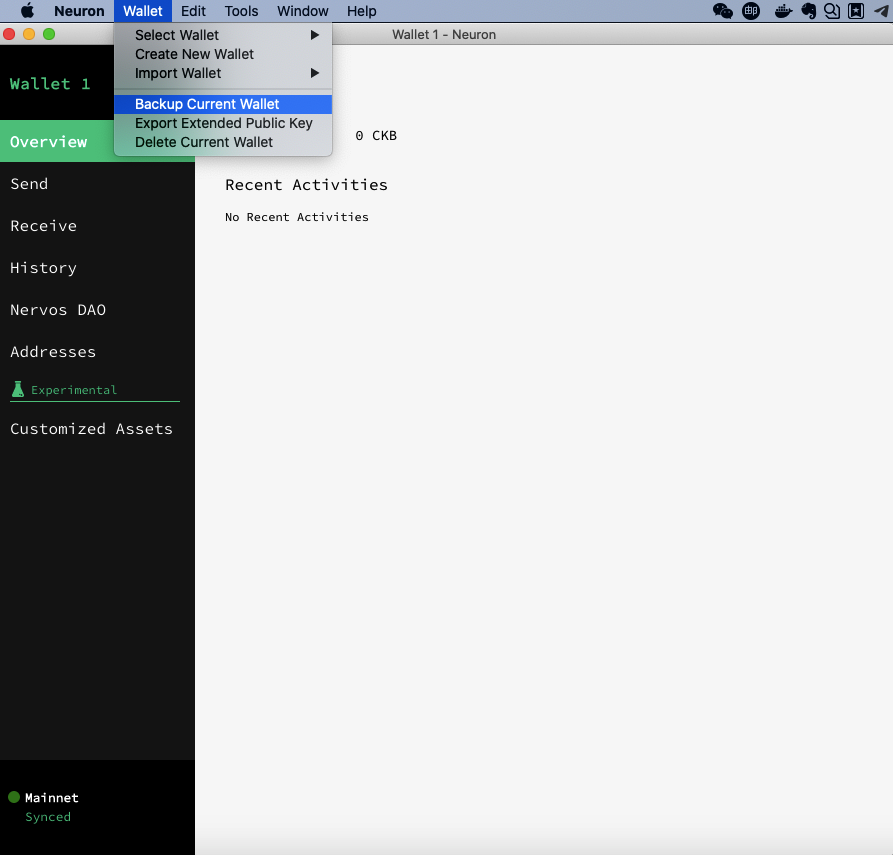 Neuron Wallet Edit Tools Window Help
Wallet 1 - Neuron
Select Wallet
Create New Wallet
Import Wallet
Backup Current Wallet
Export Extended Public Key
Delete Current Wallet
Wallet 1
Overview
Send
Receive
History
Nervos DAO
Addresses
Experimental
Customized Assets
Mainnet
Synced
0 CKB
Recent Activities
No Recent Activities